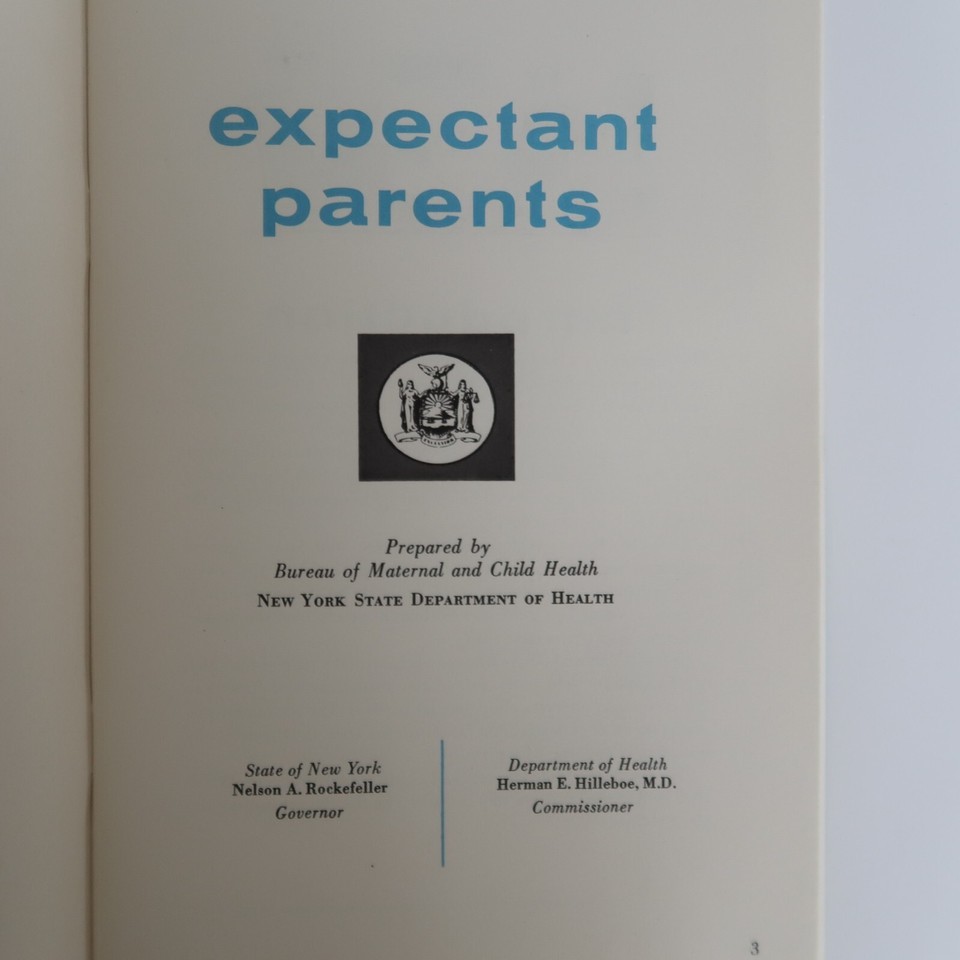 expectant
parents
EXCELSIOR
Prepared by
Bureau of Maternal and Child Health
NEW YORK STATE DEPARTMENT OF HEALTH
State of New York
Nelson A. Rockefeller
Governor
Department of Health
Herman E. Hilleboe, M.D.
Commissioner
3